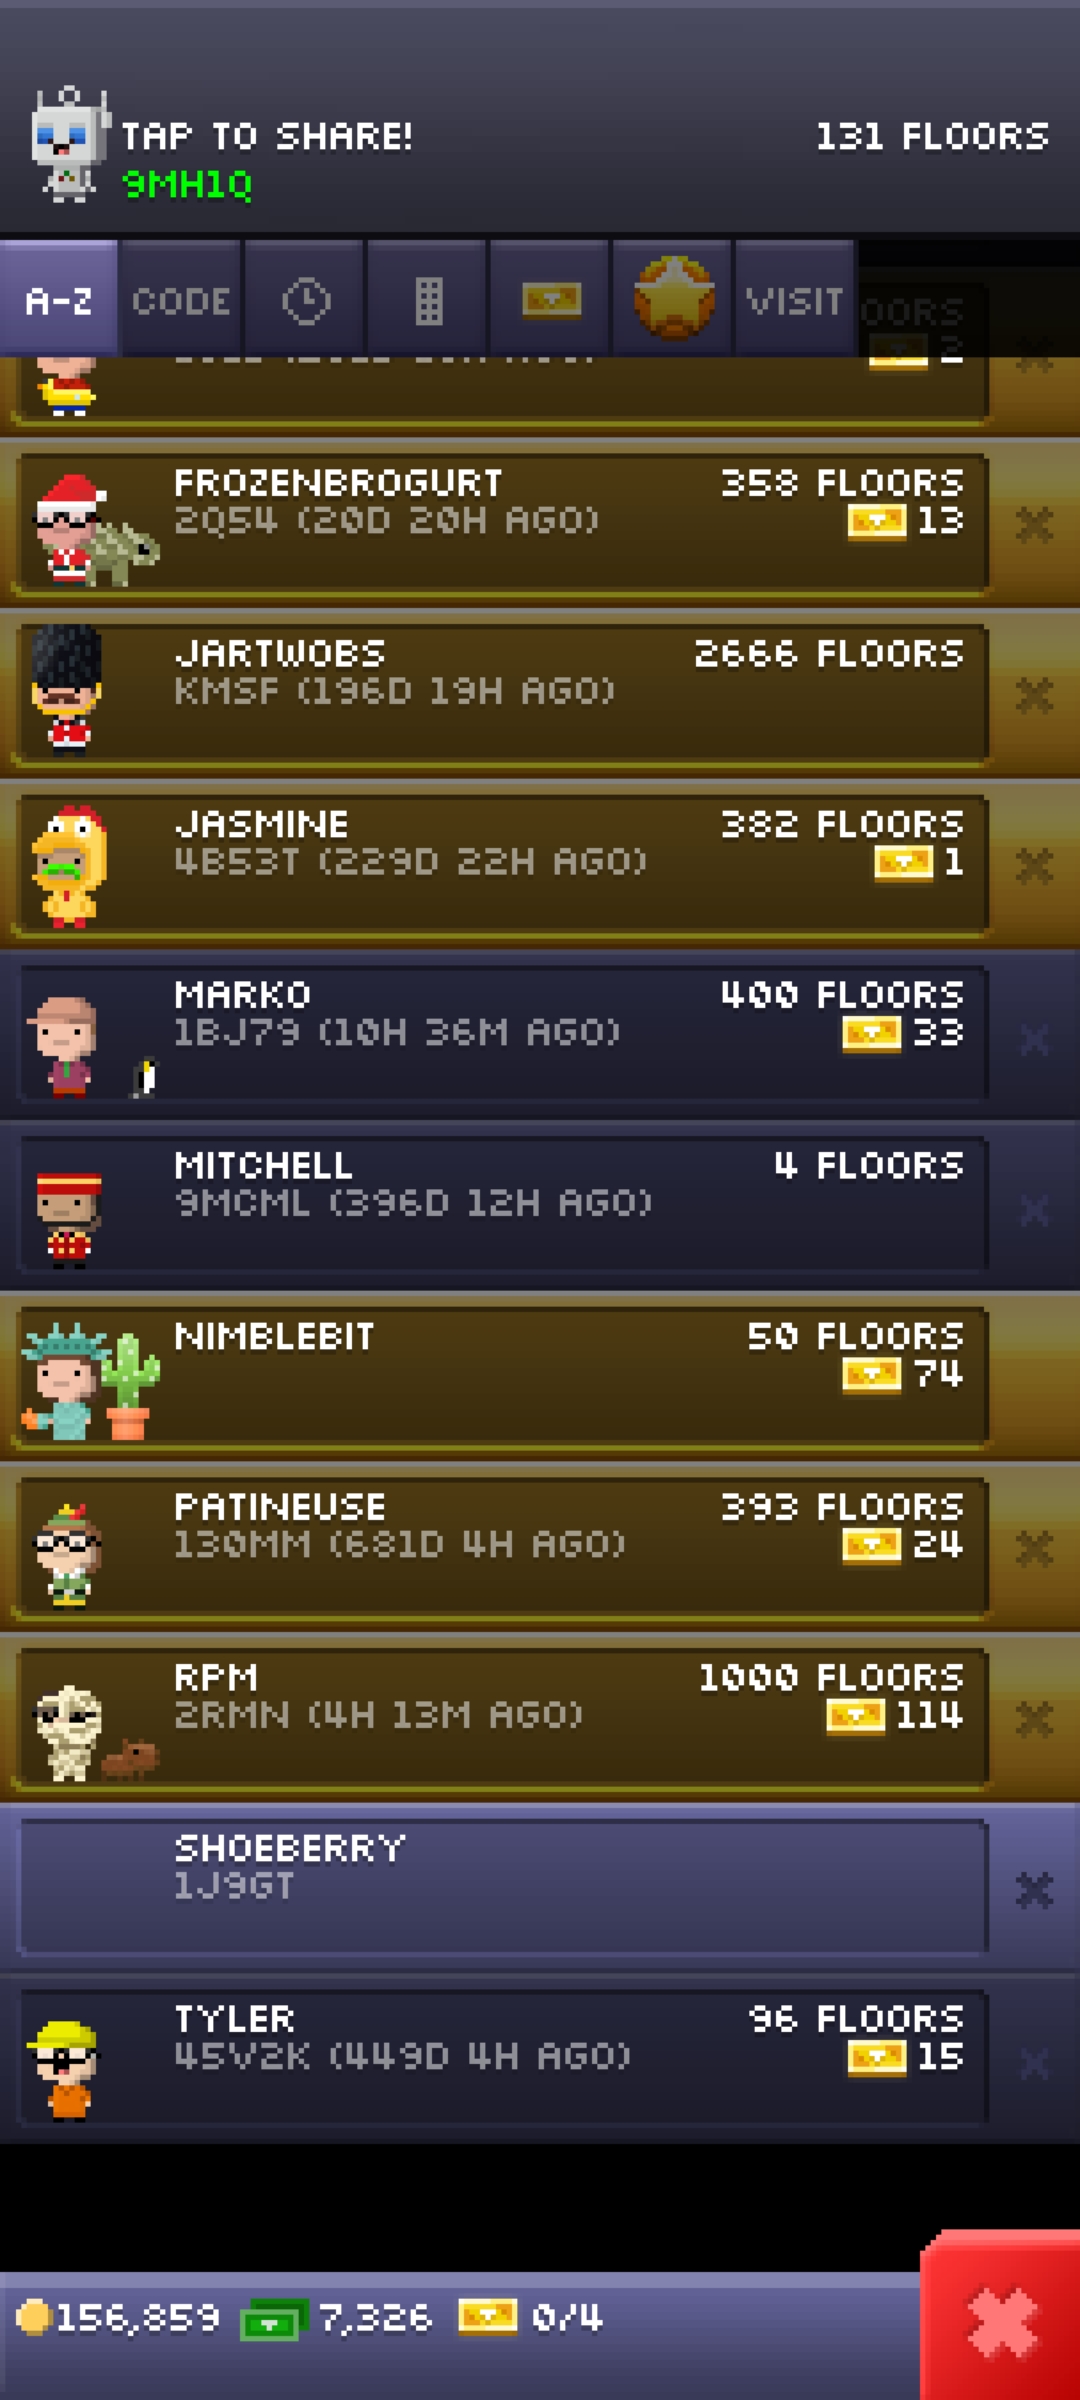 TAP TO SHARE!
131 FLOORS
9MH1Q
A-Z
CODE
VISIT
2
FROZENBROGURT
358 FLOORS
2Q54 (20D 20H AGO)
13
JARTWOBS
2666 FLOORS
KMSF (196D 19H AGO)
JASMINE
382 FLOORS
4B53T (229D 22H AGO)
1
MARKO
400 FLOORS
1BJ79 (10H 36M AGO)
33
MITCHELL
4 FLOORS
9MCML (396D 12H AGO)
NIMBLEBIT
50 FLOORS
74
PATINEUSE
393 FLOORS
130MM (681D 4H AGO)
24
RPM
1000 FLOORS
2RMN (4H 13M AGO)
114
SHOEBERRY
1J9GT
TYLER
96 FLOORS
45V2K (449D 4H AGO)
15
156,859
7,326
0/4